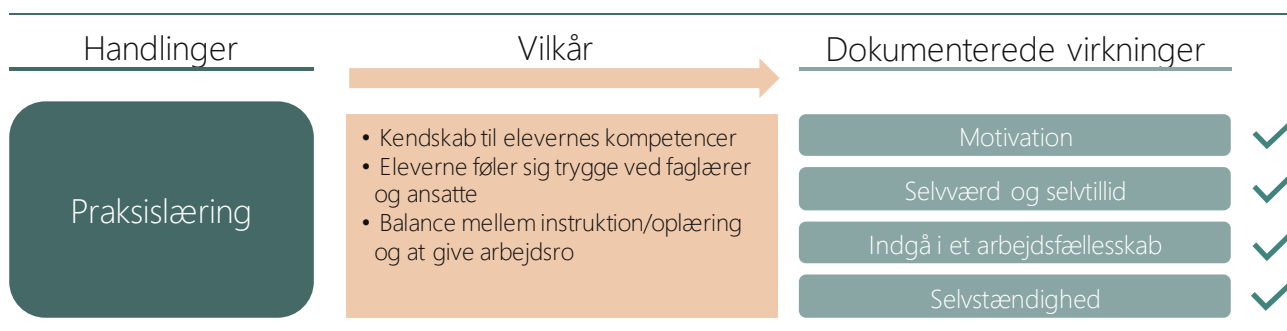 Handlinger
Vilkår
Dokumenterede virkninger
Praksislæring
• Kendskab til elevernes kompetencer
• Eleverne føler sig trygge ved faglærer
og ansatte
• Balance mellem instruktion/oplæring
og at give arbejdsro
Motivation
Selvværd og selvtillid
Indgå i et arbejdsfællesskab
Selvstændighed